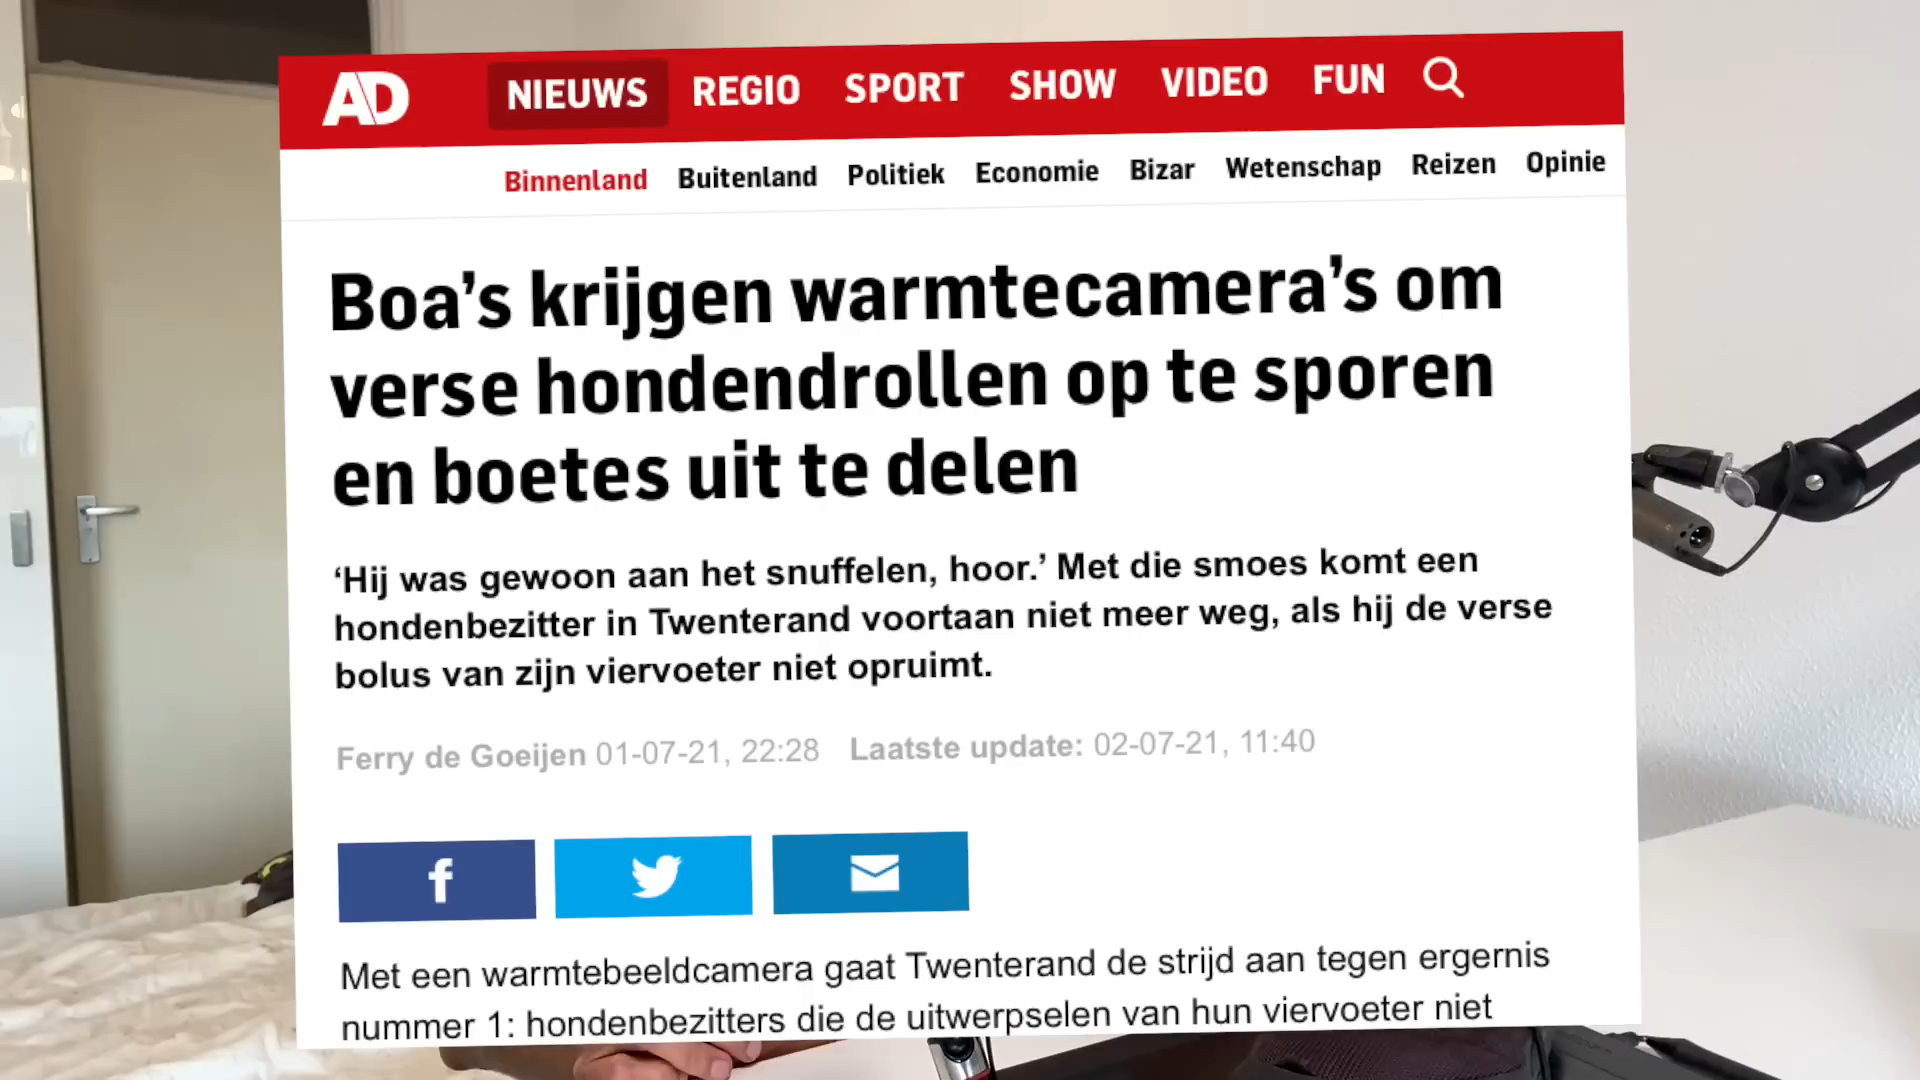 AD NIEUWS REGIO SPORT SHOW VIDEO FUN
Binnenland Buitenland Politiek Economie Bizar Wetenschap Reizen Opinie
Boa’s krijgen warmtecamera’s om
verse hondendrollen op te sporen
en boetes uit te delen
‘Hij was gewoon aan het snuffelen, hoor.’ Met die smoes komt een
hondenbezitter in Twenterand voortaan niet meer weg, als hij de verse
bolus van zijn viervoeter niet opruimt.
Ferry de Goeijen 01-07-21, 22:28 Laatste update: 02-07-21, 11:40
f
Met een warmtebeeldcamera gaat Twenterand de strijd aan tegen ergernis
nummer 1: hondenbezitters die de uitwerpselen van hun viervoeter niet